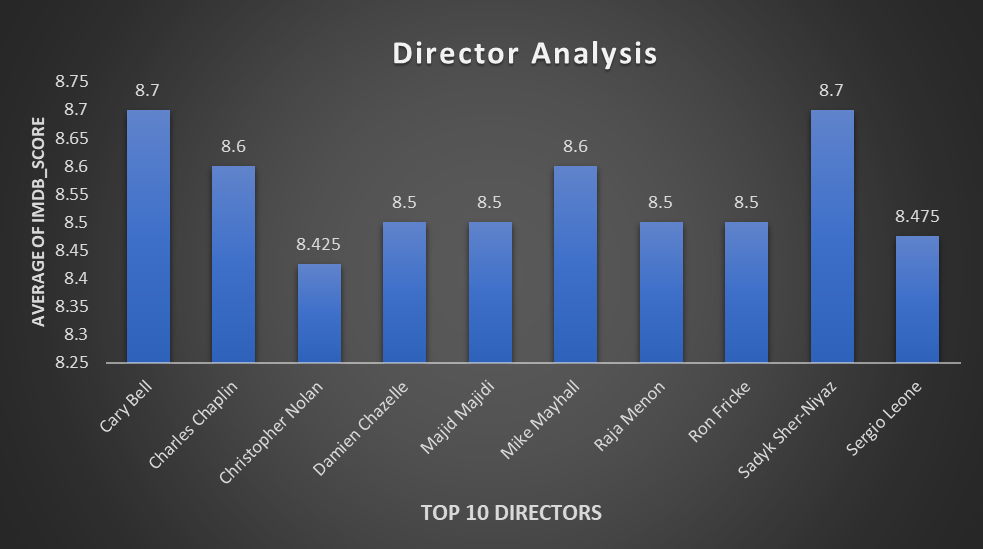 Director Analysis
AVERAGE OF IMDB_SCORE
8.75
8.7
8.65
8.6
8.55
8.5
8.45
8.4
8.35
8.3
8.25
8.7
8.6
8.425
8.5
8.5
8.6
8.5
8.5
8.7
8.475
Cary Bell
Charles Chaplin
Christopher Nolan
Damien Chazelle
Majid Majidi
Mike Mayhall
Raja Menon
Ron Fricke
Sadyk Sher-Niyaz
Sergio Leone
TOP 10 DIRECTORS